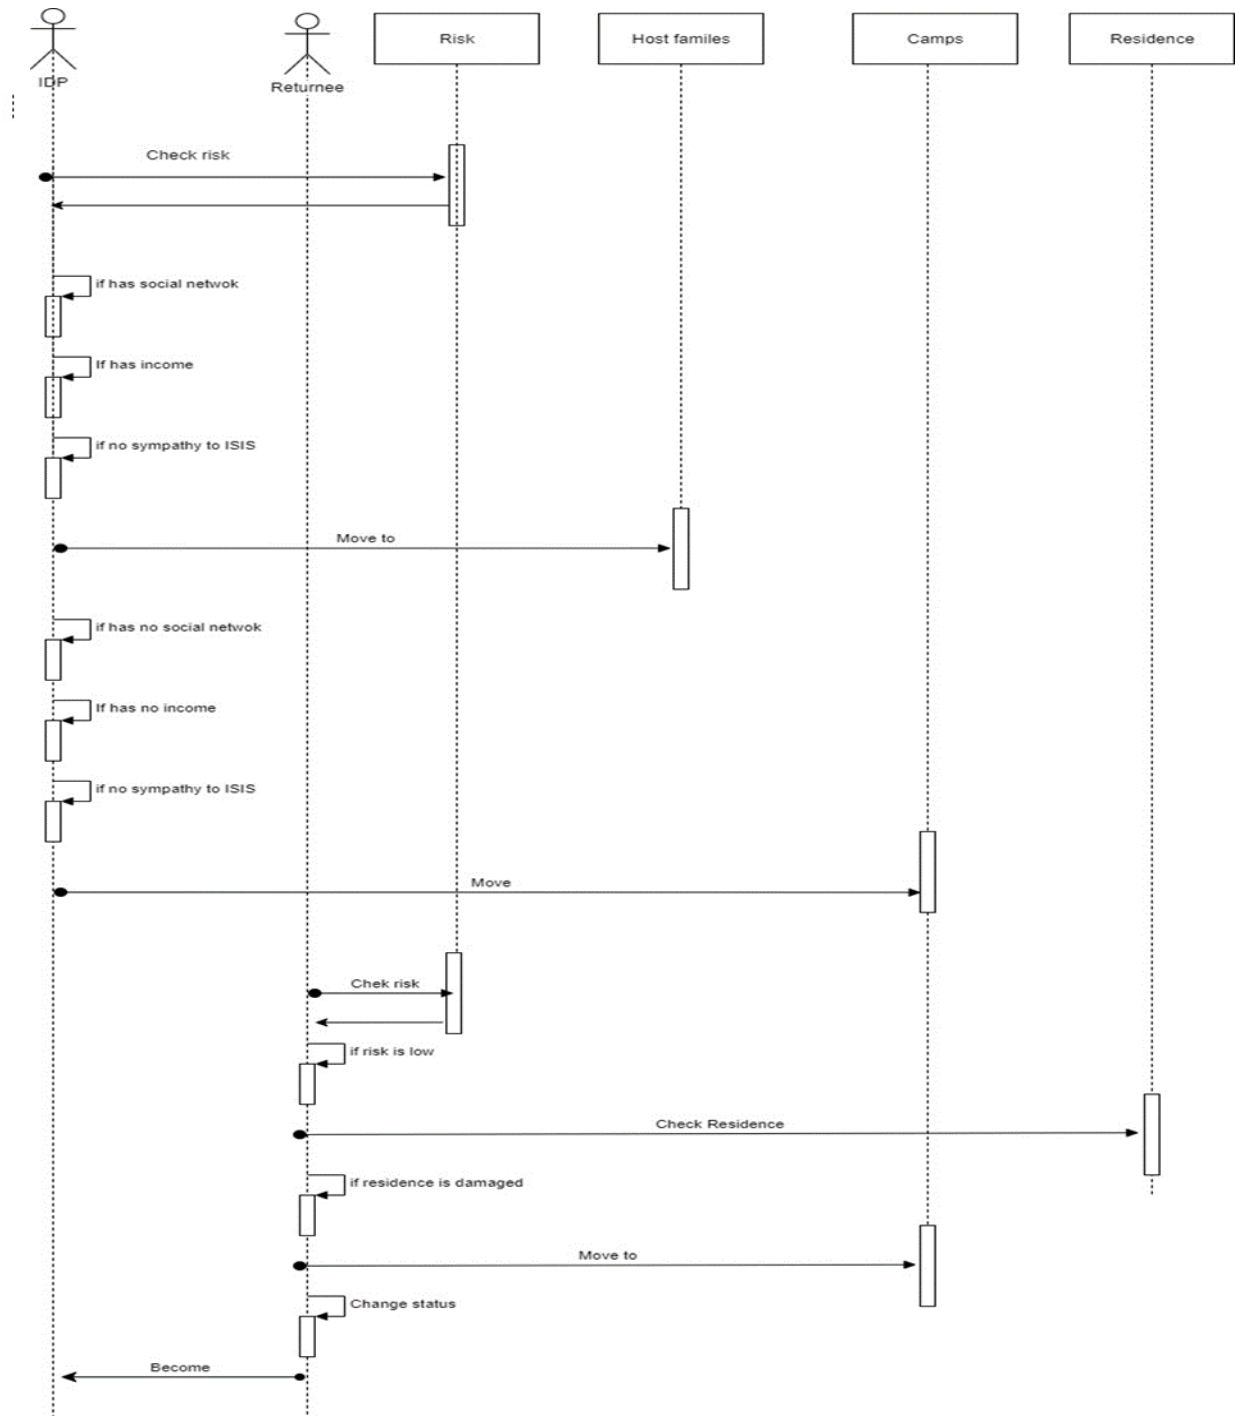 Risk
Host familes
Camps
Residence
IDP
Returnee
Check risk
if has social netwok
If has income
if no sympathy to ISIS
Move to
if has no social netwok
If has no income
if no sympathy to ISIS
Move
Chek risk
if risk is low
Check Residence
if residence is damaged
Move to
Change status
Become